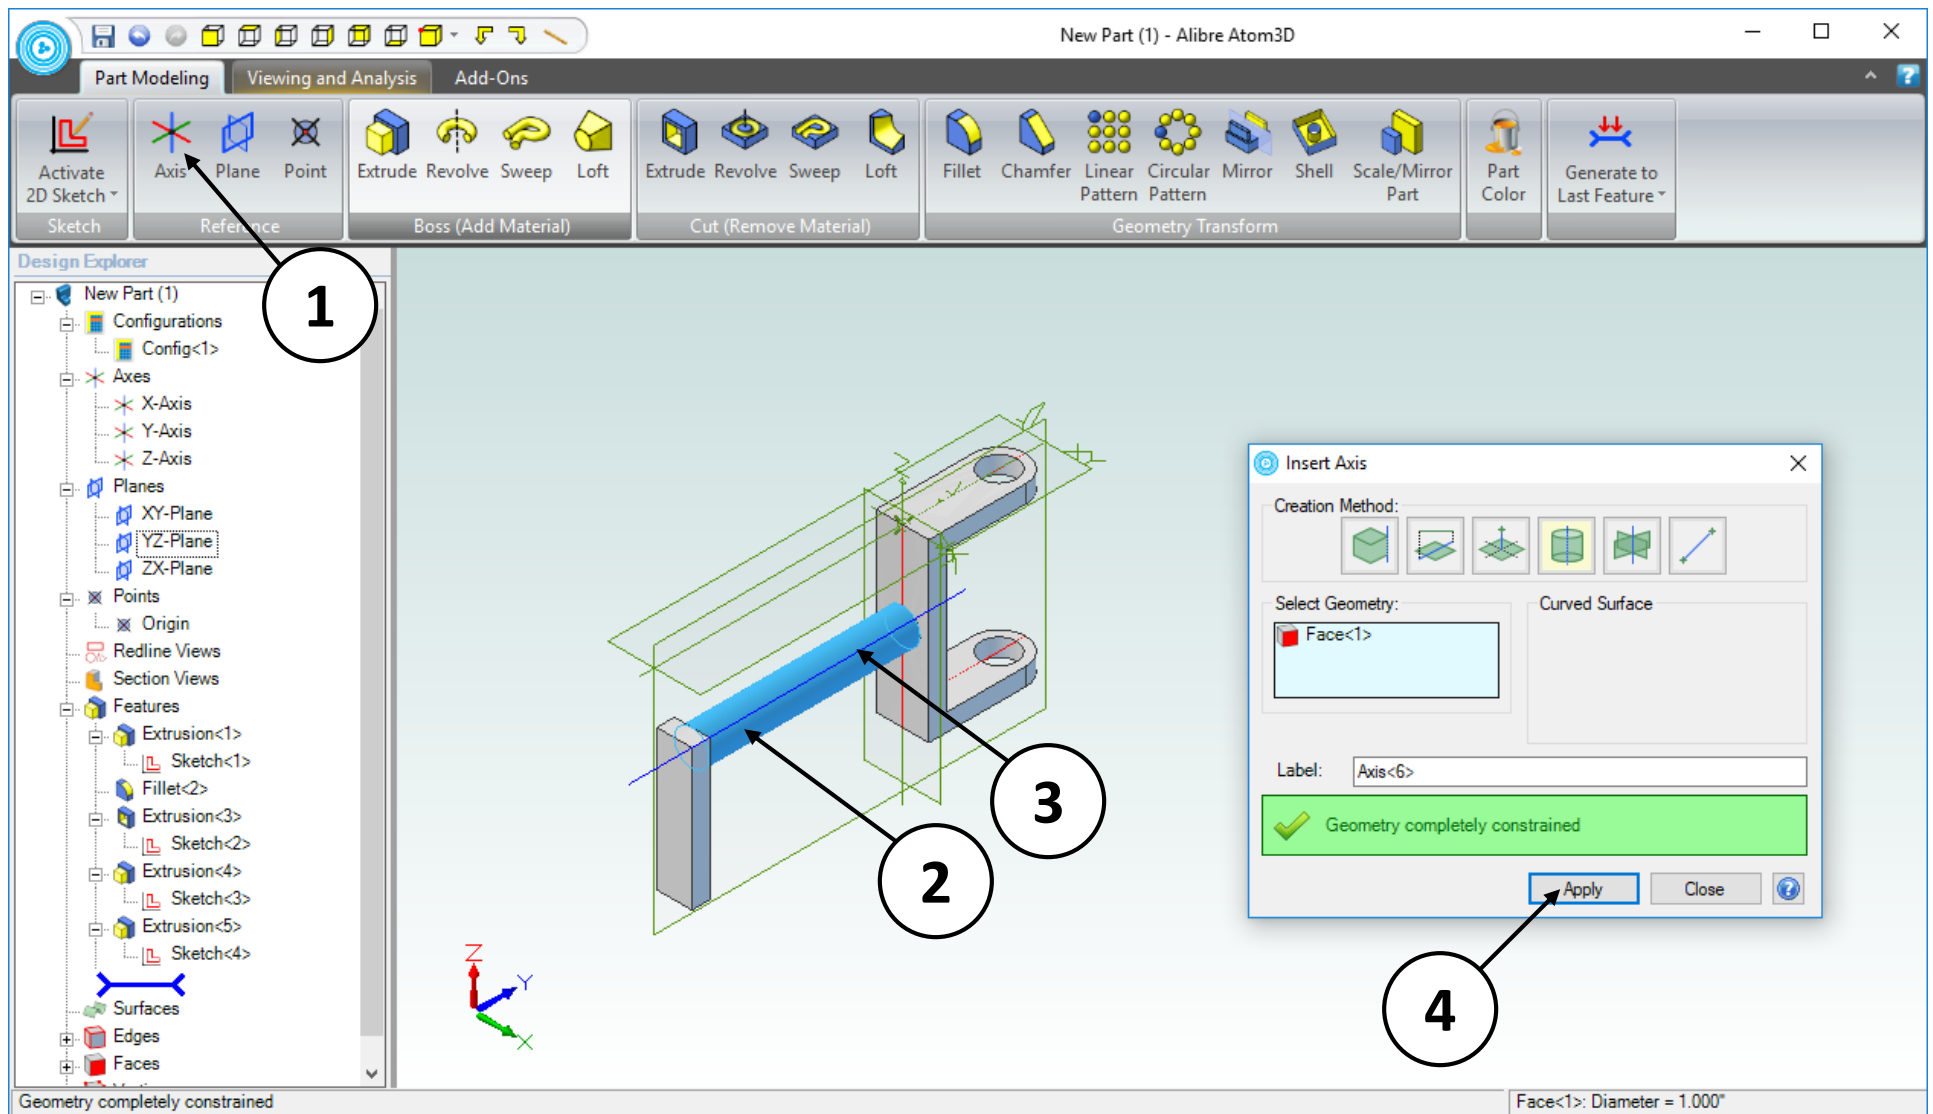 New Part (1) - Alibre Atom3D
Part Modeling
Viewing and Analysis
Add-Ons
Activate
2D Sketch
Axis
Plane
Point
Extrude
Revolve
Sweep
Loft
Extrude
Revolve
Sweep
Loft
Fillet
Chamfer
Linear
Pattern
Circular
Pattern
Mirror
Shell
Scale/Mirror
Part
Part
Color
Generate to
Last Feature
Sketch
Reference
Boss (Add Material)
Cut (Remove Material)
Geometry Transform
Design Explorer
New Part (1)
Configurations
Config<1>
Axes
X-Axis
Y-Axis
Z-Axis
Planes
XY-Plane
YZ-Plane
ZX-Plane
Points
Origin
Redline Views
Section Views
Features
Extrusion<1>
Sketch<1>
Fillet<2>
Extrusion<3>
Sketch<2>
Extrusion<4>
Sketch<3>
Extrusion<5>
Sketch<4>
Surfaces
Edges
Faces
1
2
3
4
Z
Y
X
Insert Axis
Creation Method:
Select Geometry:
Face<1>
Curved Surface
Label:
Axis<6>
Geometry completely constrained
Apply
Close
Geometry completely constrained
Face<1>: Diameter = 1.000"